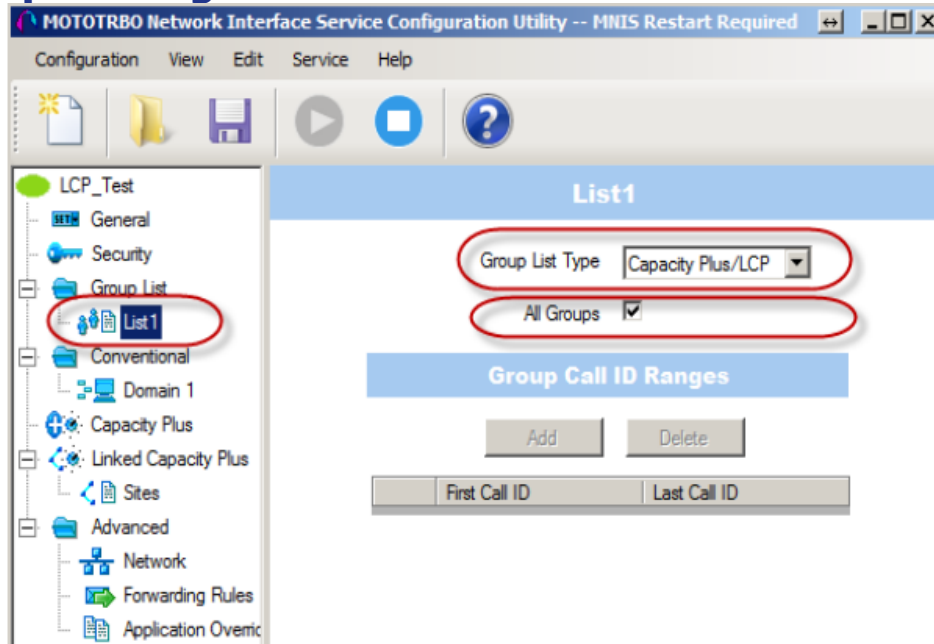 MOTOTRBO Network Interface Service Configuration Utility -- MNIS Restart Required
Configuration View Edit Service Help
LCP_Test
SET
General
Security
Group List
List1
Conventional
Domain 1
Capacity Plus
Linked Capacity Plus
Sites
Advanced
Network
Forwarding Rules
Application
List1
Group List Type Capacity Plus/LCP
All Groups
Group Call ID Ranges
Add Delete
First Call ID Last Call ID